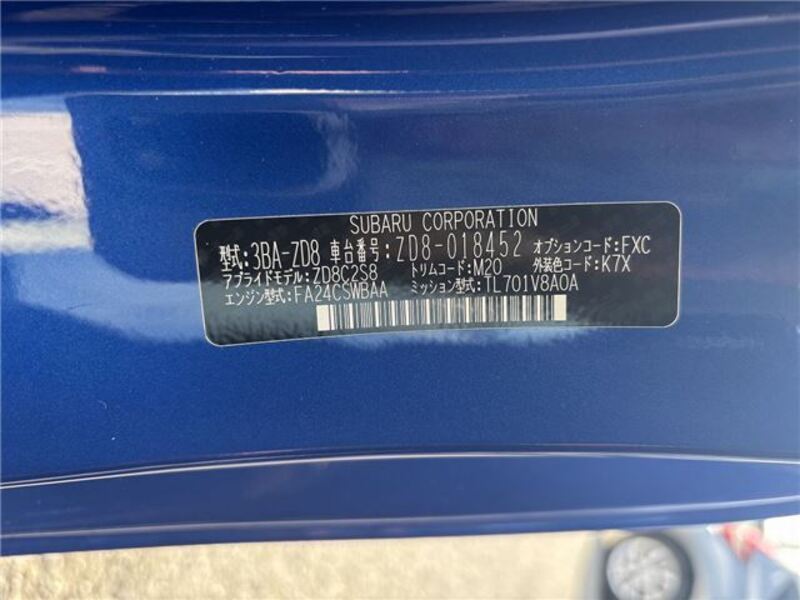 SUBARU CORPORATION
型式:3BA-ZD8 車台番号:ZD8-018452 オプションコード:FXC
アプライドモデル:ZD8C2S8 トリムコード:M20 外装色コード:K7X
エンジン型式:FA24CSWBAA ミッション型式:TL701V8A0A